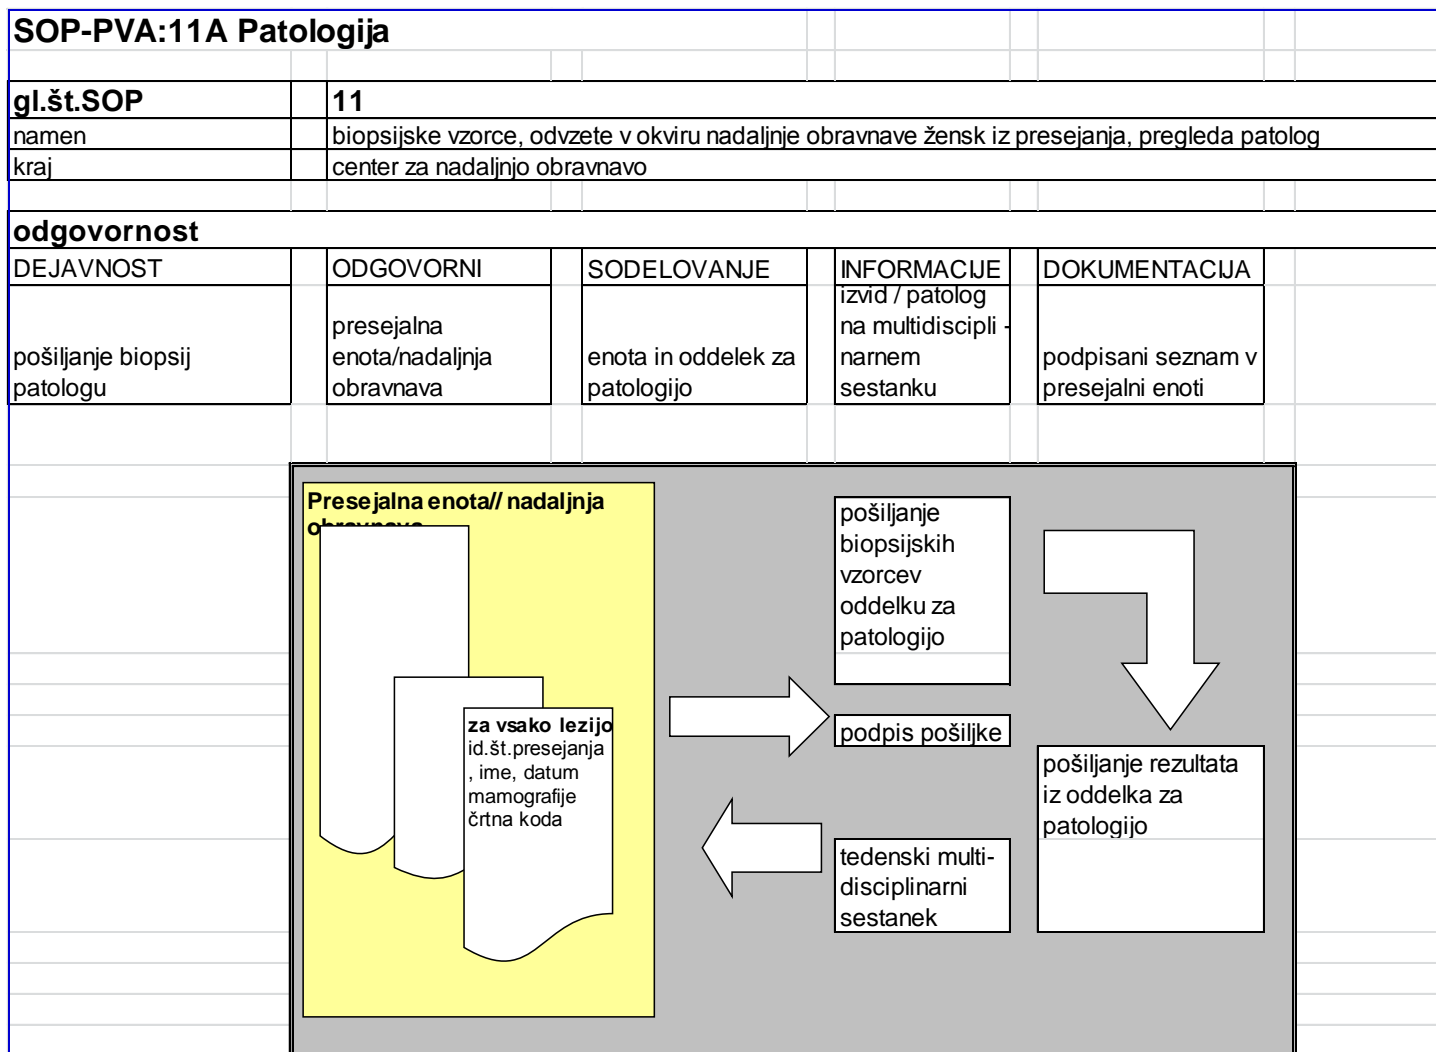 SOP-PVA:11A Patologija
gl.št.SOP 11
namen biopsijske vzorce, odvzete v okviru nadaljnje obravnave žensk iz presejanja, pregleda patolog
kraj center za nadaljnjo obravnavo
odgovornost
DEJAVNOST ODGOVORNI SODELOVANJE INFORMACIJE DOKUMENTACIJA
pošiljanje biopsij
patologu
presejalna
enota/nadaljnja
obravnava
enota in oddelek za
patologijo
izvid / patolog
na multidiscipli -
narnem
sestanku
podpisani seznam v
presejalni enoti
Presejalna enota// nadaljnja
obravnava
za vsako lezijo
id.št.presejanja
, ime, datum
mamografije
črtna koda
pošiljanje
biopsijskih
vzorcev
oddelku za
patologijo
podpis pošiljke
pošiljanje rezultata
iz oddelka za
patologijo
tedenski multi-
disciplinarni
sestanek